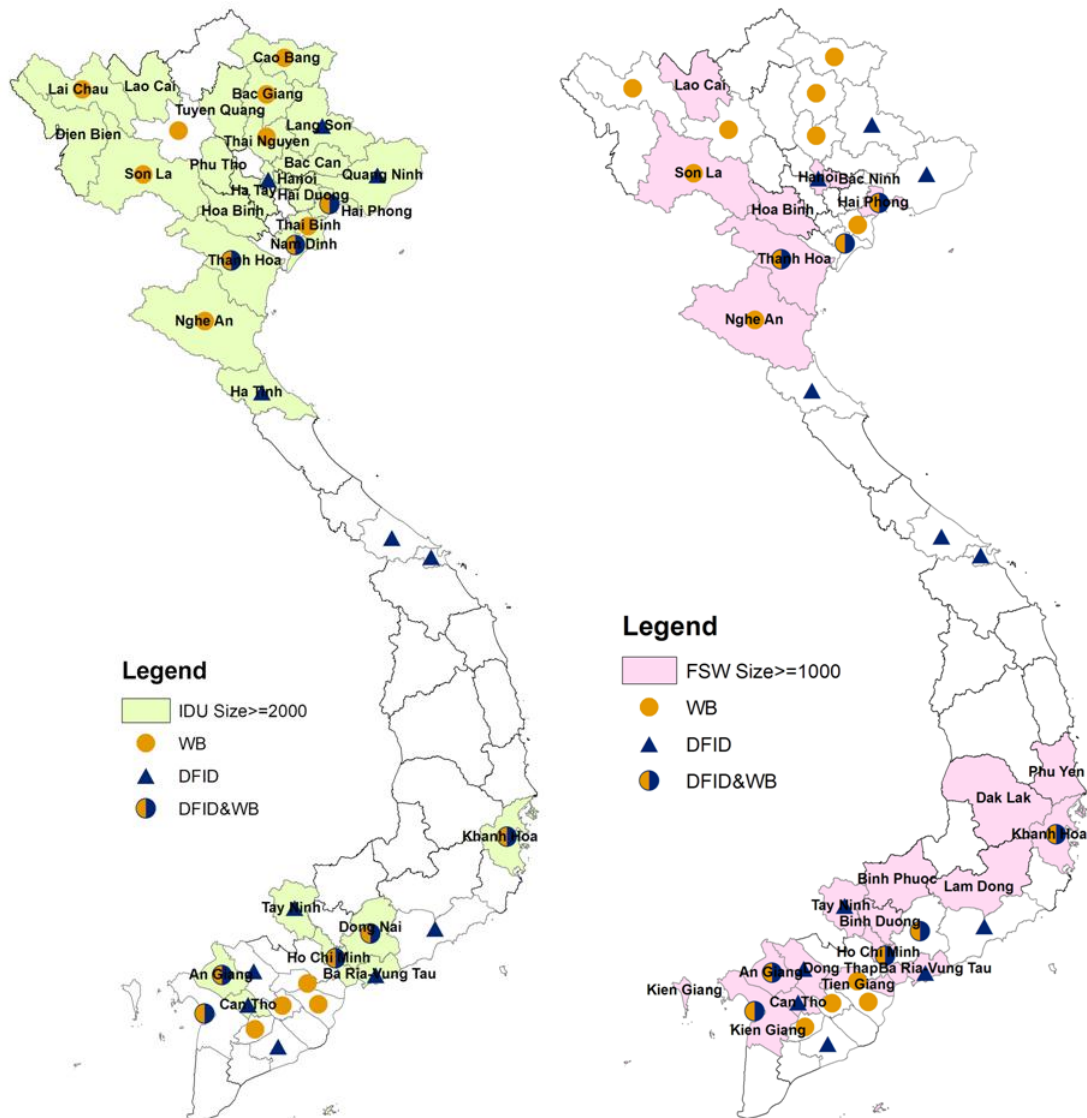 Cao Bang
Lai Chau
Lao Cai
Bac Giang
Tuyen Quang
Lang Son
Dien Bien
Thai Nguyen
Phu Tho
Bac Can
Son La
Hanoi
Quang Ninh
Ha Tay
Hai Duong
Hoa Binh
Hai Phong
Thai Binh
Nam Dinh
Thanh Hoa
Nghe An
Ha Tinh
Legend
IDU Size>=2000
WB
DFID
DFID&WB
Khanh Hoa
Tay Ninh
Dong Nai
Ho Chi Minh
Ba Ria-Vung Tau
An Giang
Can Tho
Lao Cai
Son La
Hanoi
Bac Ninh
Hai Phong
Hoa Binh
Thanh Hoa
Nghe An
Legend
FSW Size>=1000
WB
DFID
DFID&WB
Phu Yen
Dak Lak
Khanh Hoa
Binh Phuoc
Lam Dong
Tay Ninh
Binh Duong
Ho Chi Minh
An Giang
Dong Thap
Ba Ria-Vung Tau
Tien Giang
Kien Giang
Can Tho
Kien Giang